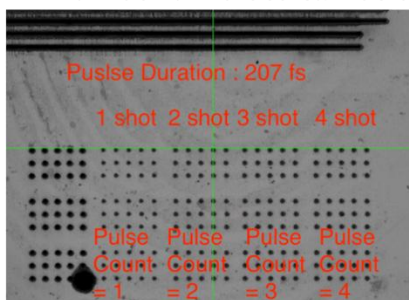 Puslse Duration : 207 fs
1 shot 2 shot 3 shot 4 shot
Pulse Pulse Pulse Pulse
Count Count Count Count
= 1 = 2 = 3 = 4